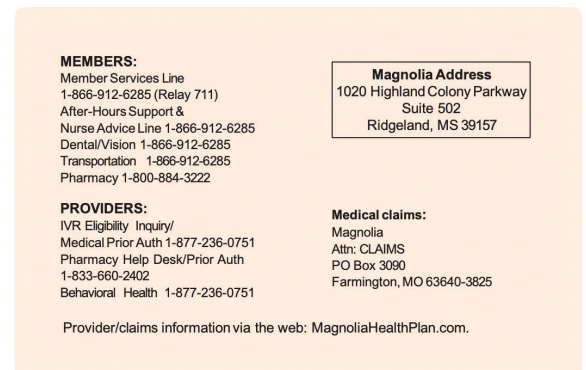 MEMBERS:
Member Services Line
1-866-912-6285 (Relay 711)
After-Hours Support &
Nurse Advice Line 1-866-912-6285
Dental/Vision 1-866-912-6285
Transportation 1-866-912-6285
Pharmacy 1-800-884-3222
Magnolia Address
1020 Highland Colony Parkway
Suite 502
Ridgeland, MS 39157
PROVIDERS:
IVR Eligibility Inquiry/
Medical Prior Auth 1-877-236-0751
Pharmacy Help Desk/Prior Auth
1-833-660-2402
Behavioral Health 1-877-236-0751
Medical claims:
Magnolia
Attn: CLAIMS
PO Box 3090
Farmington, MO 63640-3825
Provider/claims information via the web: MagnoliaHealthPlan.com.